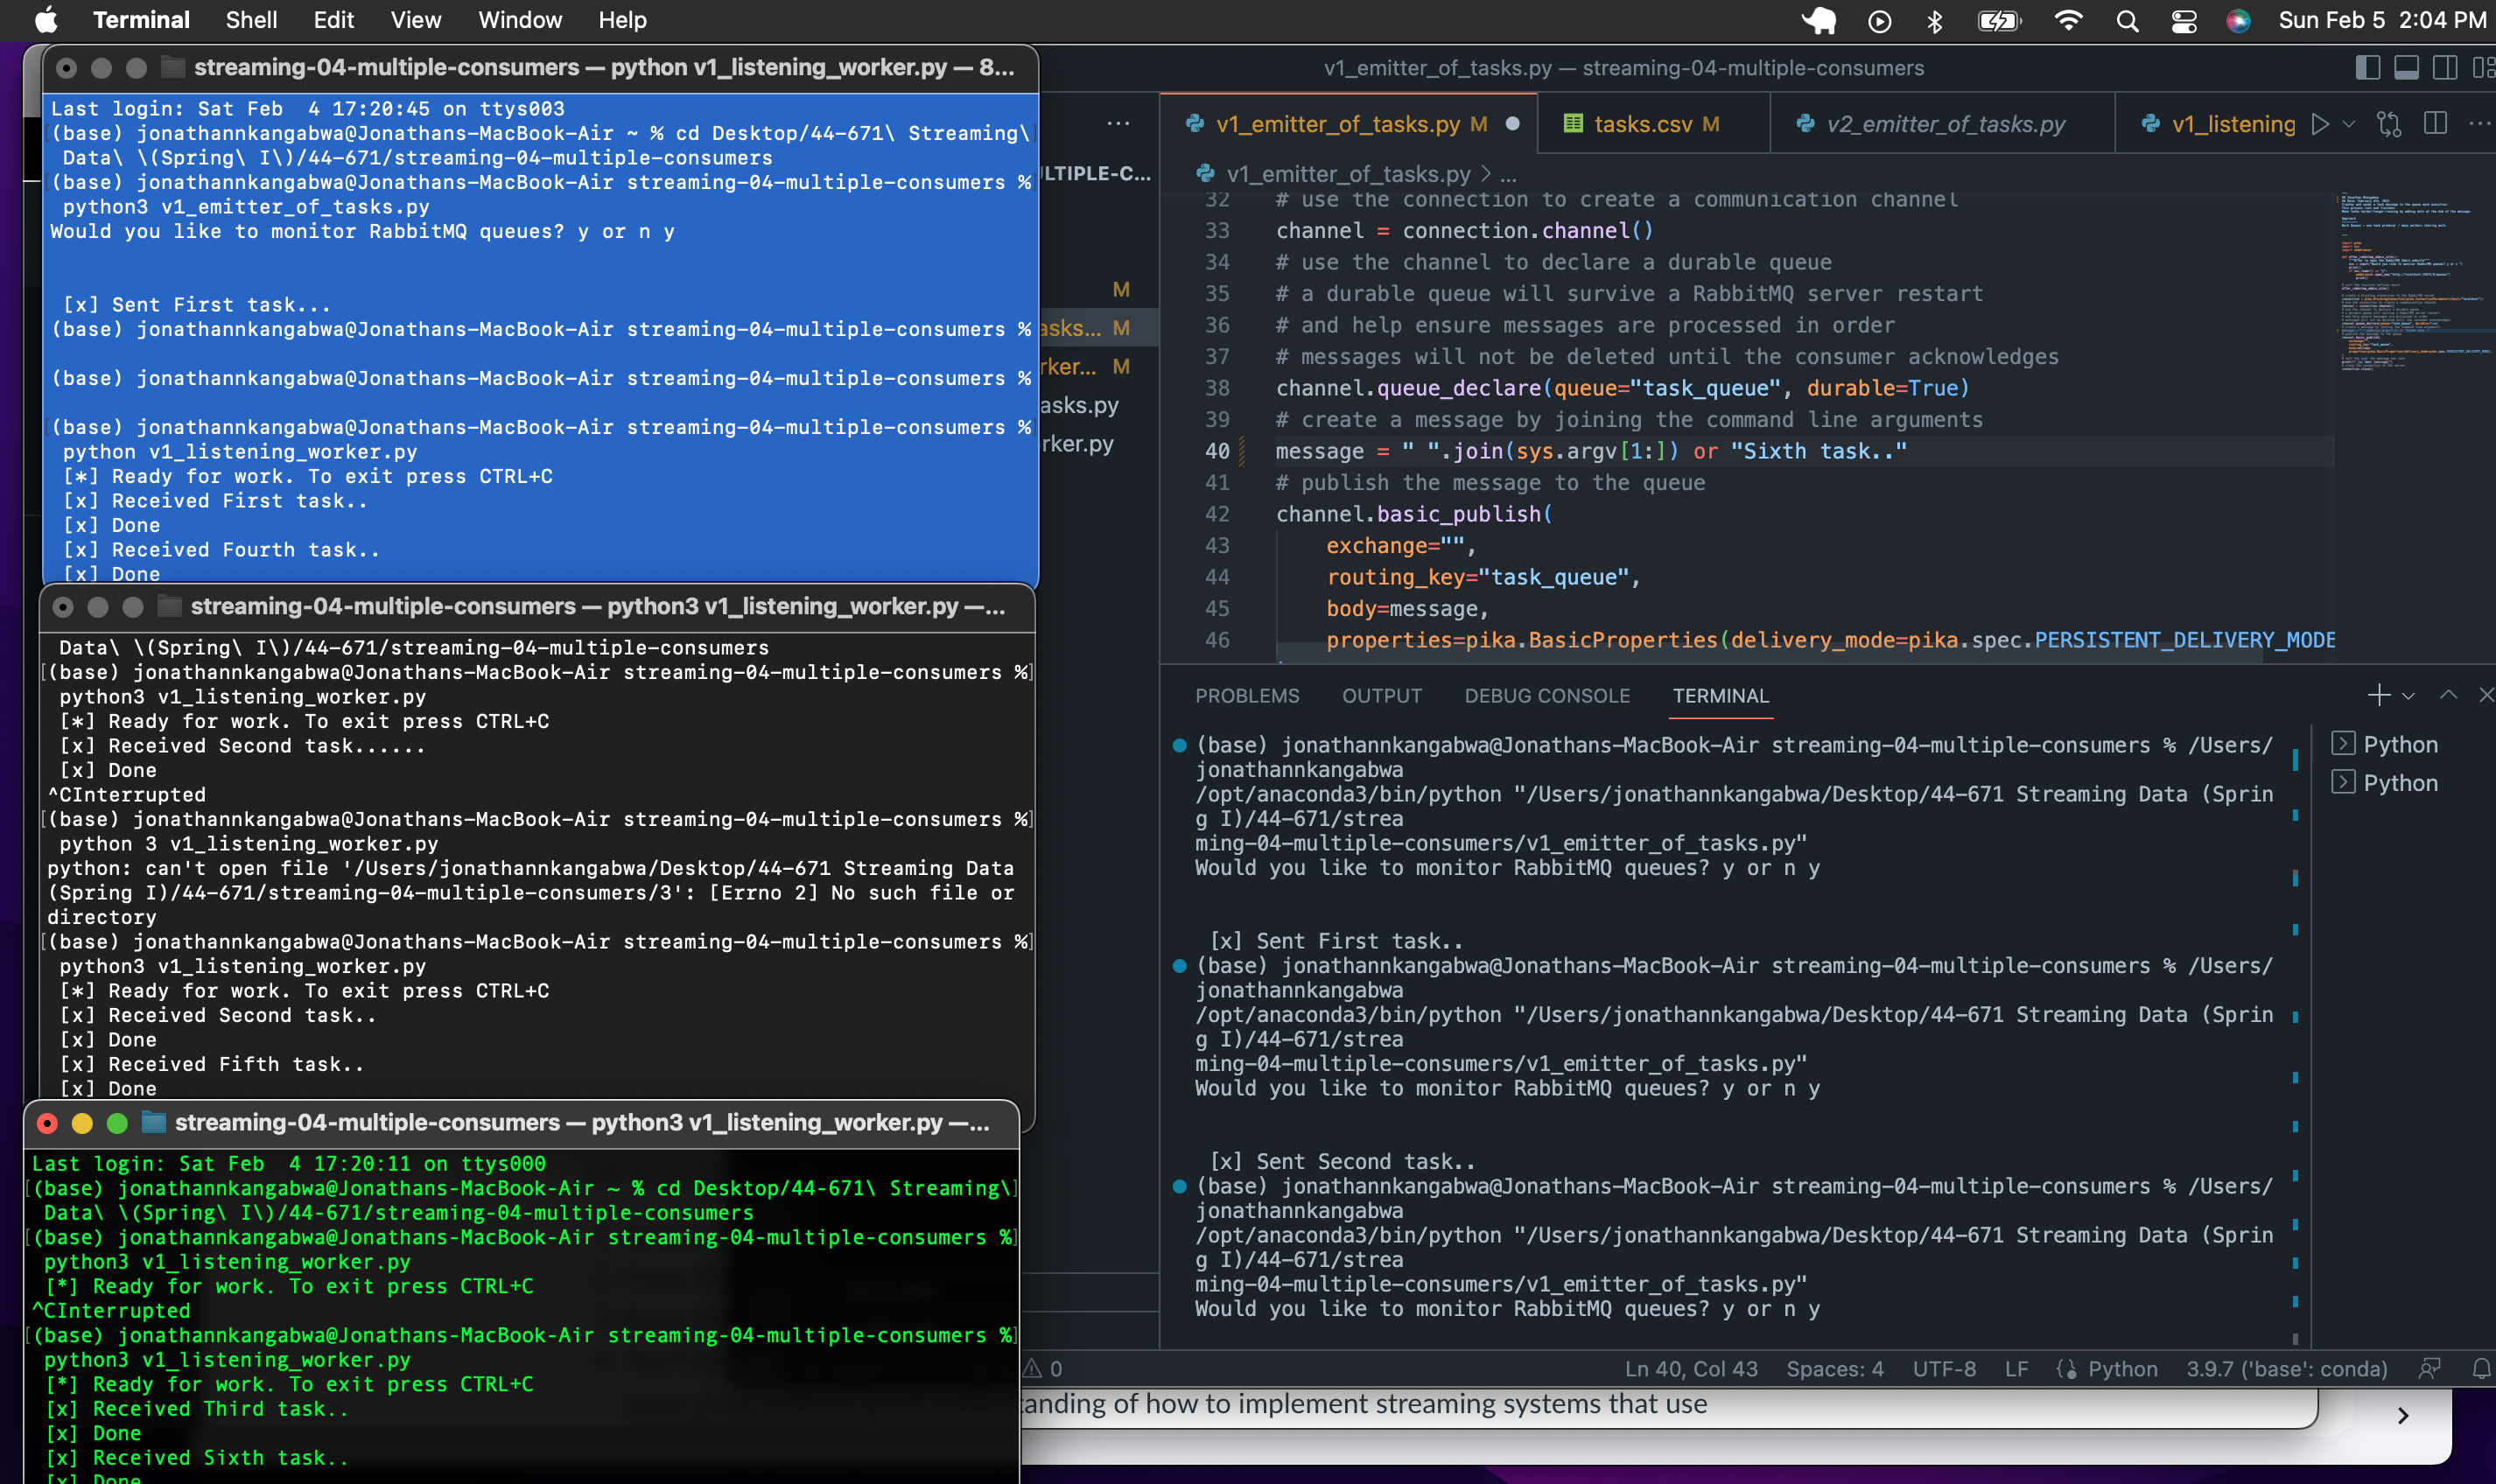 Terminal Shell Edit View Window Help
Sun Feb 5 2:04 PM
streaming-04-multiple-consumers — python v1_listening_worker.py — 8...
Last login: Sat Feb  4 17:20:45 on ttys003
[(base) jonathannkangabwa@Jonathans-MacBook-Air ~ % cd Desktop/44-671\ Streaming\]
Data\ \(Spring\ I\)/44-671/streaming-04-multiple-consumers
[(base) jonathannkangabwa@Jonathans-MacBook-Air streaming-04-multiple-consumers %]
python3 v1_emitter_of_tasks.py
Would you like to monitor RabbitMQ queues? y or n y
[x] Sent First task...
(base) jonathannkangabwa@Jonathans-MacBook-Air streaming-04-multiple-consumers %
(base) jonathannkangabwa@Jonathans-MacBook-Air streaming-04-multiple-consumers %
[(base) jonathannkangabwa@Jonathans-MacBook-Air streaming-04-multiple-consumers %]
python v1_listening_worker.py
[*] Ready for work. To exit press CTRL+C
[x] Received First task..
[x] Done
[x] Received Fourth task..
[x] Done
streaming-04-multiple-consumers — python3 v1_listening_worker.py —...
Data\ \(Spring\ I\)/44-671/streaming-04-multiple-consumers
[(base) jonathannkangabwa@Jonathans-MacBook-Air streaming-04-multiple-consumers %]
python3 v1_listening_worker.py
[*] Ready for work. To exit press CTRL+C
[x] Received Second task......
[x] Done
^CInterrupted
[(base) jonathannkangabwa@Jonathans-MacBook-Air streaming-04-multiple-consumers %]
python 3 v1_listening_worker.py
python: can't open file '/Users/jonathannkangabwa/Desktop/44-671 Streaming Data
(Spring I)/44-671/streaming-04-multiple-consumers/3': [Errno 2] No such file or
directory
[(base) jonathannkangabwa@Jonathans-MacBook-Air streaming-04-multiple-consumers %]
python3 v1_listening_worker.py
[*] Ready for work. To exit press CTRL+C
[x] Received Second task..
[x] Done
[x] Received Fifth task..
[x] Done
streaming-04-multiple-consumers — python3 v1_listening_worker.py —...
Last login: Sat Feb  4 17:20:11 on ttys000
[(base) jonathannkangabwa@Jonathans-MacBook-Air ~ % cd Desktop/44-671\ Streaming\]
Data\ \(Spring\ I\)/44-671/streaming-04-multiple-consumers
[(base) jonathannkangabwa@Jonathans-MacBook-Air streaming-04-multiple-consumers %]
python3 v1_listening_worker.py
[*] Ready for work. To exit press CTRL+C
^CInterrupted
[(base) jonathannkangabwa@Jonathans-MacBook-Air streaming-04-multiple-consumers %]
python3 v1_listening_worker.py
[*] Ready for work. To exit press CTRL+C
[x] Received Third task..
[x] Done
[x] Received Sixth task..
[x] Done
v1_emitter_of_tasks.py — streaming-04-multiple-consumers
...
LTIPLE-C...
M
asks... M
rker... M
asks.py
rker.py
v1_emitter_of_tasks.py M
tasks.csv M
v2_emitter_of_tasks.py
v1_listening
v1_emitter_of_tasks.py > ...
32 # use the connection to create a communication channel
33 channel = connection.channel()
34 # use the channel to declare a durable queue
35 # a durable queue will survive a RabbitMQ server restart
36 # and help ensure messages are processed in order
37 # messages will not be deleted until the consumer acknowledges
38 channel.queue_declare(queue="task_queue", durable=True)
39 # create a message by joining the command line arguments
40 message = " ".join(sys.argv[1:]) or "Sixth task.."
41 # publish the message to the queue
42 channel.basic_publish(
43 exchange="",
44 routing_key="task_queue",
45 body=message,
46 properties=pika.BasicProperties(delivery_mode=pika.spec.PERSISTENT_DELIVERY_MODE
PROBLEMS OUTPUT DEBUG CONSOLE TERMINAL
(base) jonathannkangabwa@Jonathans-MacBook-Air streaming-04-multiple-consumers % /Users/
jonathannkangabwa
/opt/anaconda3/bin/python "/Users/jonathannkangabwa/Desktop/44-671 Streaming Data (Sprin
g I)/44-671/strea
ming-04-multiple-consumers/v1_emitter_of_tasks.py"
Would you like to monitor RabbitMQ queues? y or n y
[x] Sent First task..
(base) jonathannkangabwa@Jonathans-MacBook-Air streaming-04-multiple-consumers % /Users/
jonathannkangabwa
/opt/anaconda3/bin/python "/Users/jonathannkangabwa/Desktop/44-671 Streaming Data (Sprin
g I)/44-671/strea
ming-04-multiple-consumers/v1_emitter_of_tasks.py"
Would you like to monitor RabbitMQ queues? y or n y
[x] Sent Second task..
(base) jonathannkangabwa@Jonathans-MacBook-Air streaming-04-multiple-consumers % /Users/
jonathannkangabwa
/opt/anaconda3/bin/python "/Users/jonathannkangabwa/Desktop/44-671 Streaming Data (Sprin
g I)/44-671/strea
ming-04-multiple-consumers/v1_emitter_of_tasks.py"
Would you like to monitor RabbitMQ queues? y or n y
Python
Python
0
Ln 40, Col 43 Spaces: 4 UTF-8 LF Python 3.9.7 ('base': conda)
tanding of how to implement streaming systems that use